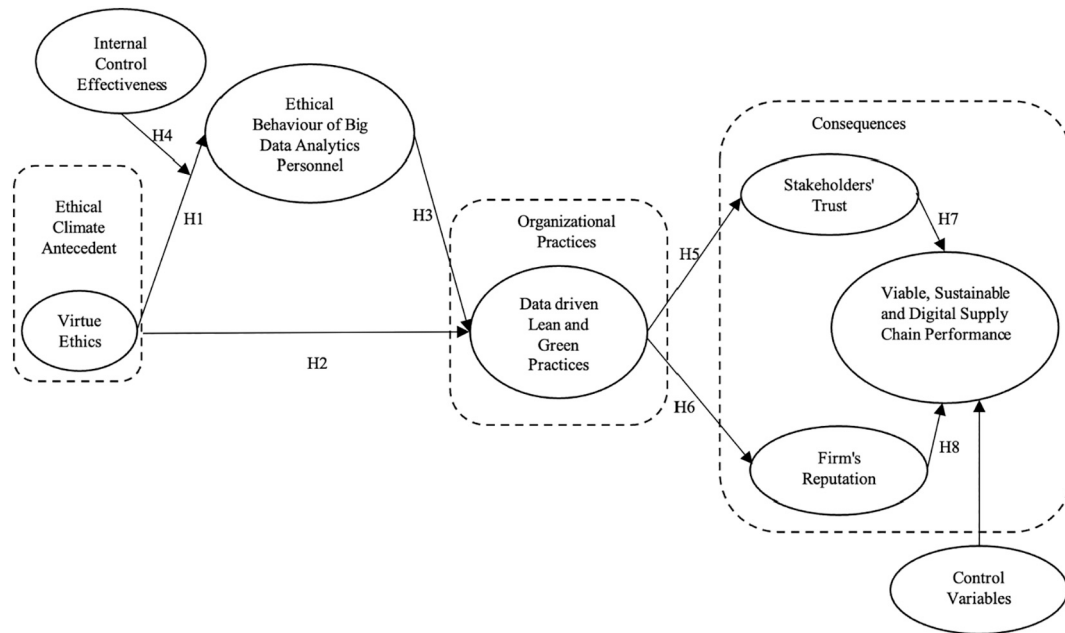 Internal
Control
Effectiveness
H4
Ethical
Behaviour of Big
Data Analytics
Personnel
Ethical
Climate
Antecedent
H1
Virtue
Ethics
H2
H3
Organizational
Practices
Data driven
Lean and
Green
Practices
H5
H6
Consequences
Stakeholders'
Trust
H7
Viable, Sustainable
and Digital Supply
Chain Performance
Firm's
Reputation
H8
Control
Variables